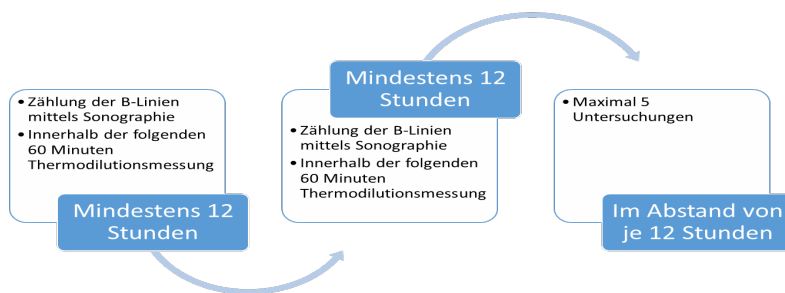 • Zählung der B-Linien
mittels Sonographie
• Innerhalb der folgenden
60 Minuten
Thermodilutionsmessung
Mindestens 12
Stunden
Mindestens 12
Stunden
• Zählung der B-Linien
mittels Sonographie
• Innerhalb der folgenden
60 Minuten
Thermodilutionsmessung
• Maximal 5
Untersuchungen
Im Abstand von
je 12 Stunden